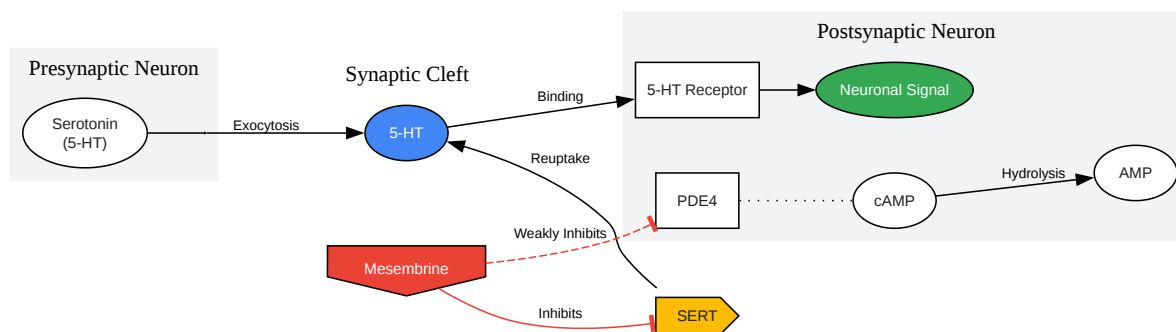 Postsynaptic Neuron
Presynaptic Neuron
Synaptic Cleft
Serotonin
(5-HT)
Exocytosis
5-HT
Binding
5-HT Receptor
Neuronal Signal
Reuptake
PDE4
cAMP
Hydrolysis
AMP
Weakly Inhibits
Mesembrine
Inhibits
SERT